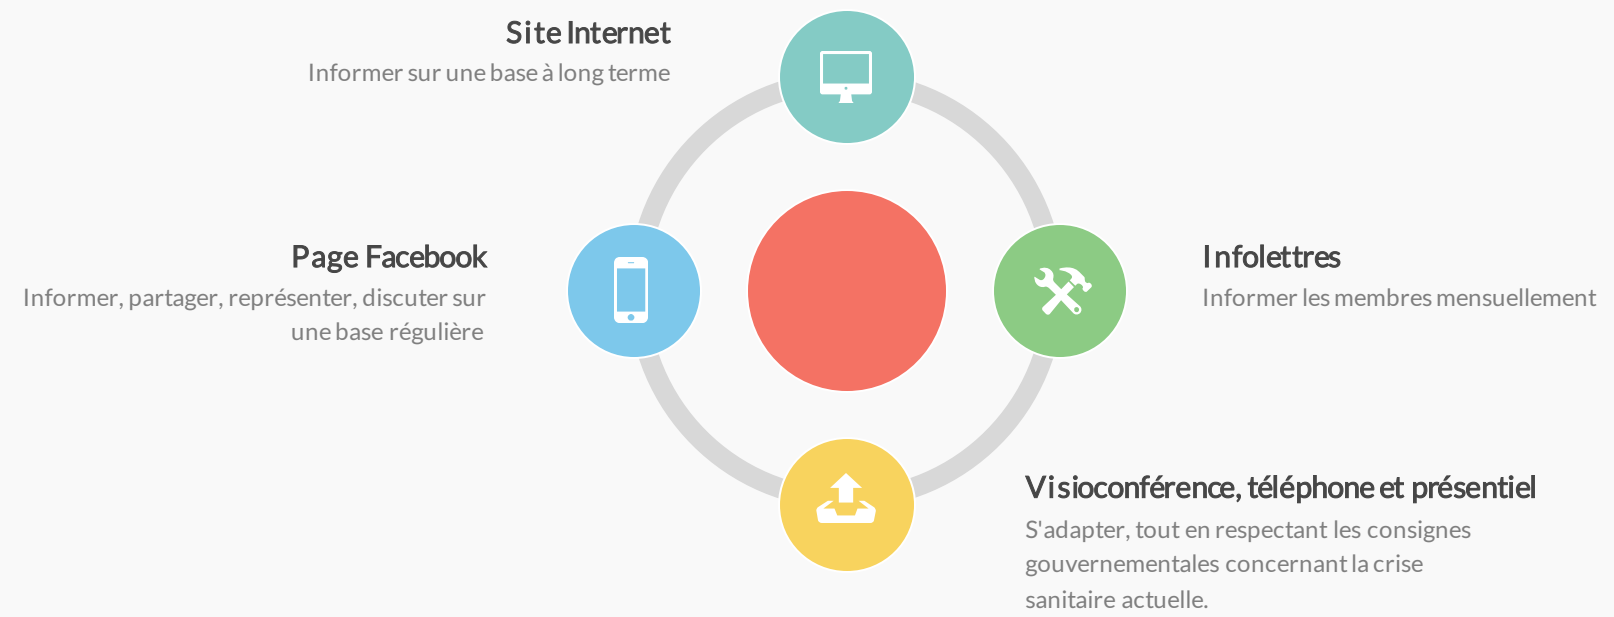 Site Internet
Informer sur une base à long terme
Page Facebook
Informer, partager, représenter, discuter sur
une base régulière
Infolettres
Informer les membres mensuellement
Visioconférence, téléphone et présentiel
S'adapter, tout en respectant les consignes
gouvernementales concernant la crise
sanitaire actuelle.